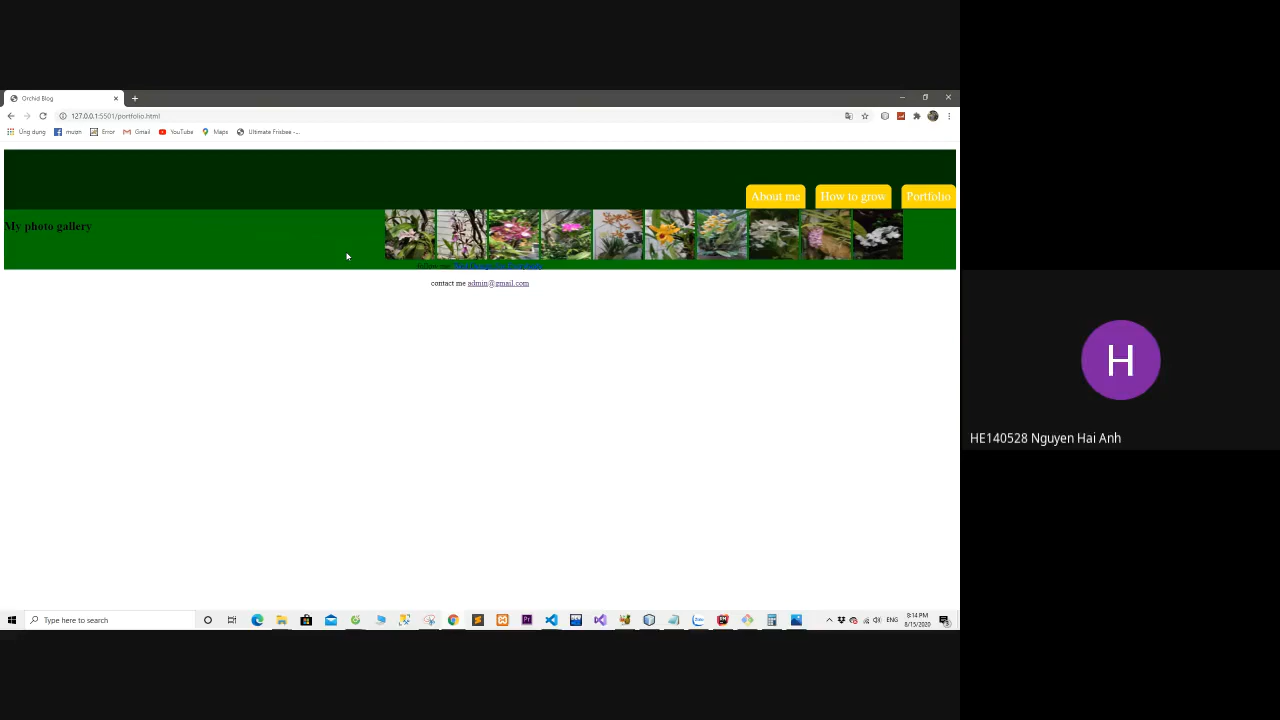 Orchid Blog
127.0.0.1:5501/portfolio.html
Ứng dụng mượn Error Gmail YouTube Maps Ultimate Frisbee -...
About me How to grow Portfolio
My photo gallery
contact me admin@gmail.com
H
HE140528 Nguyen Hai Anh
Type here to search
ENG
8:14 PM
8/15/2020